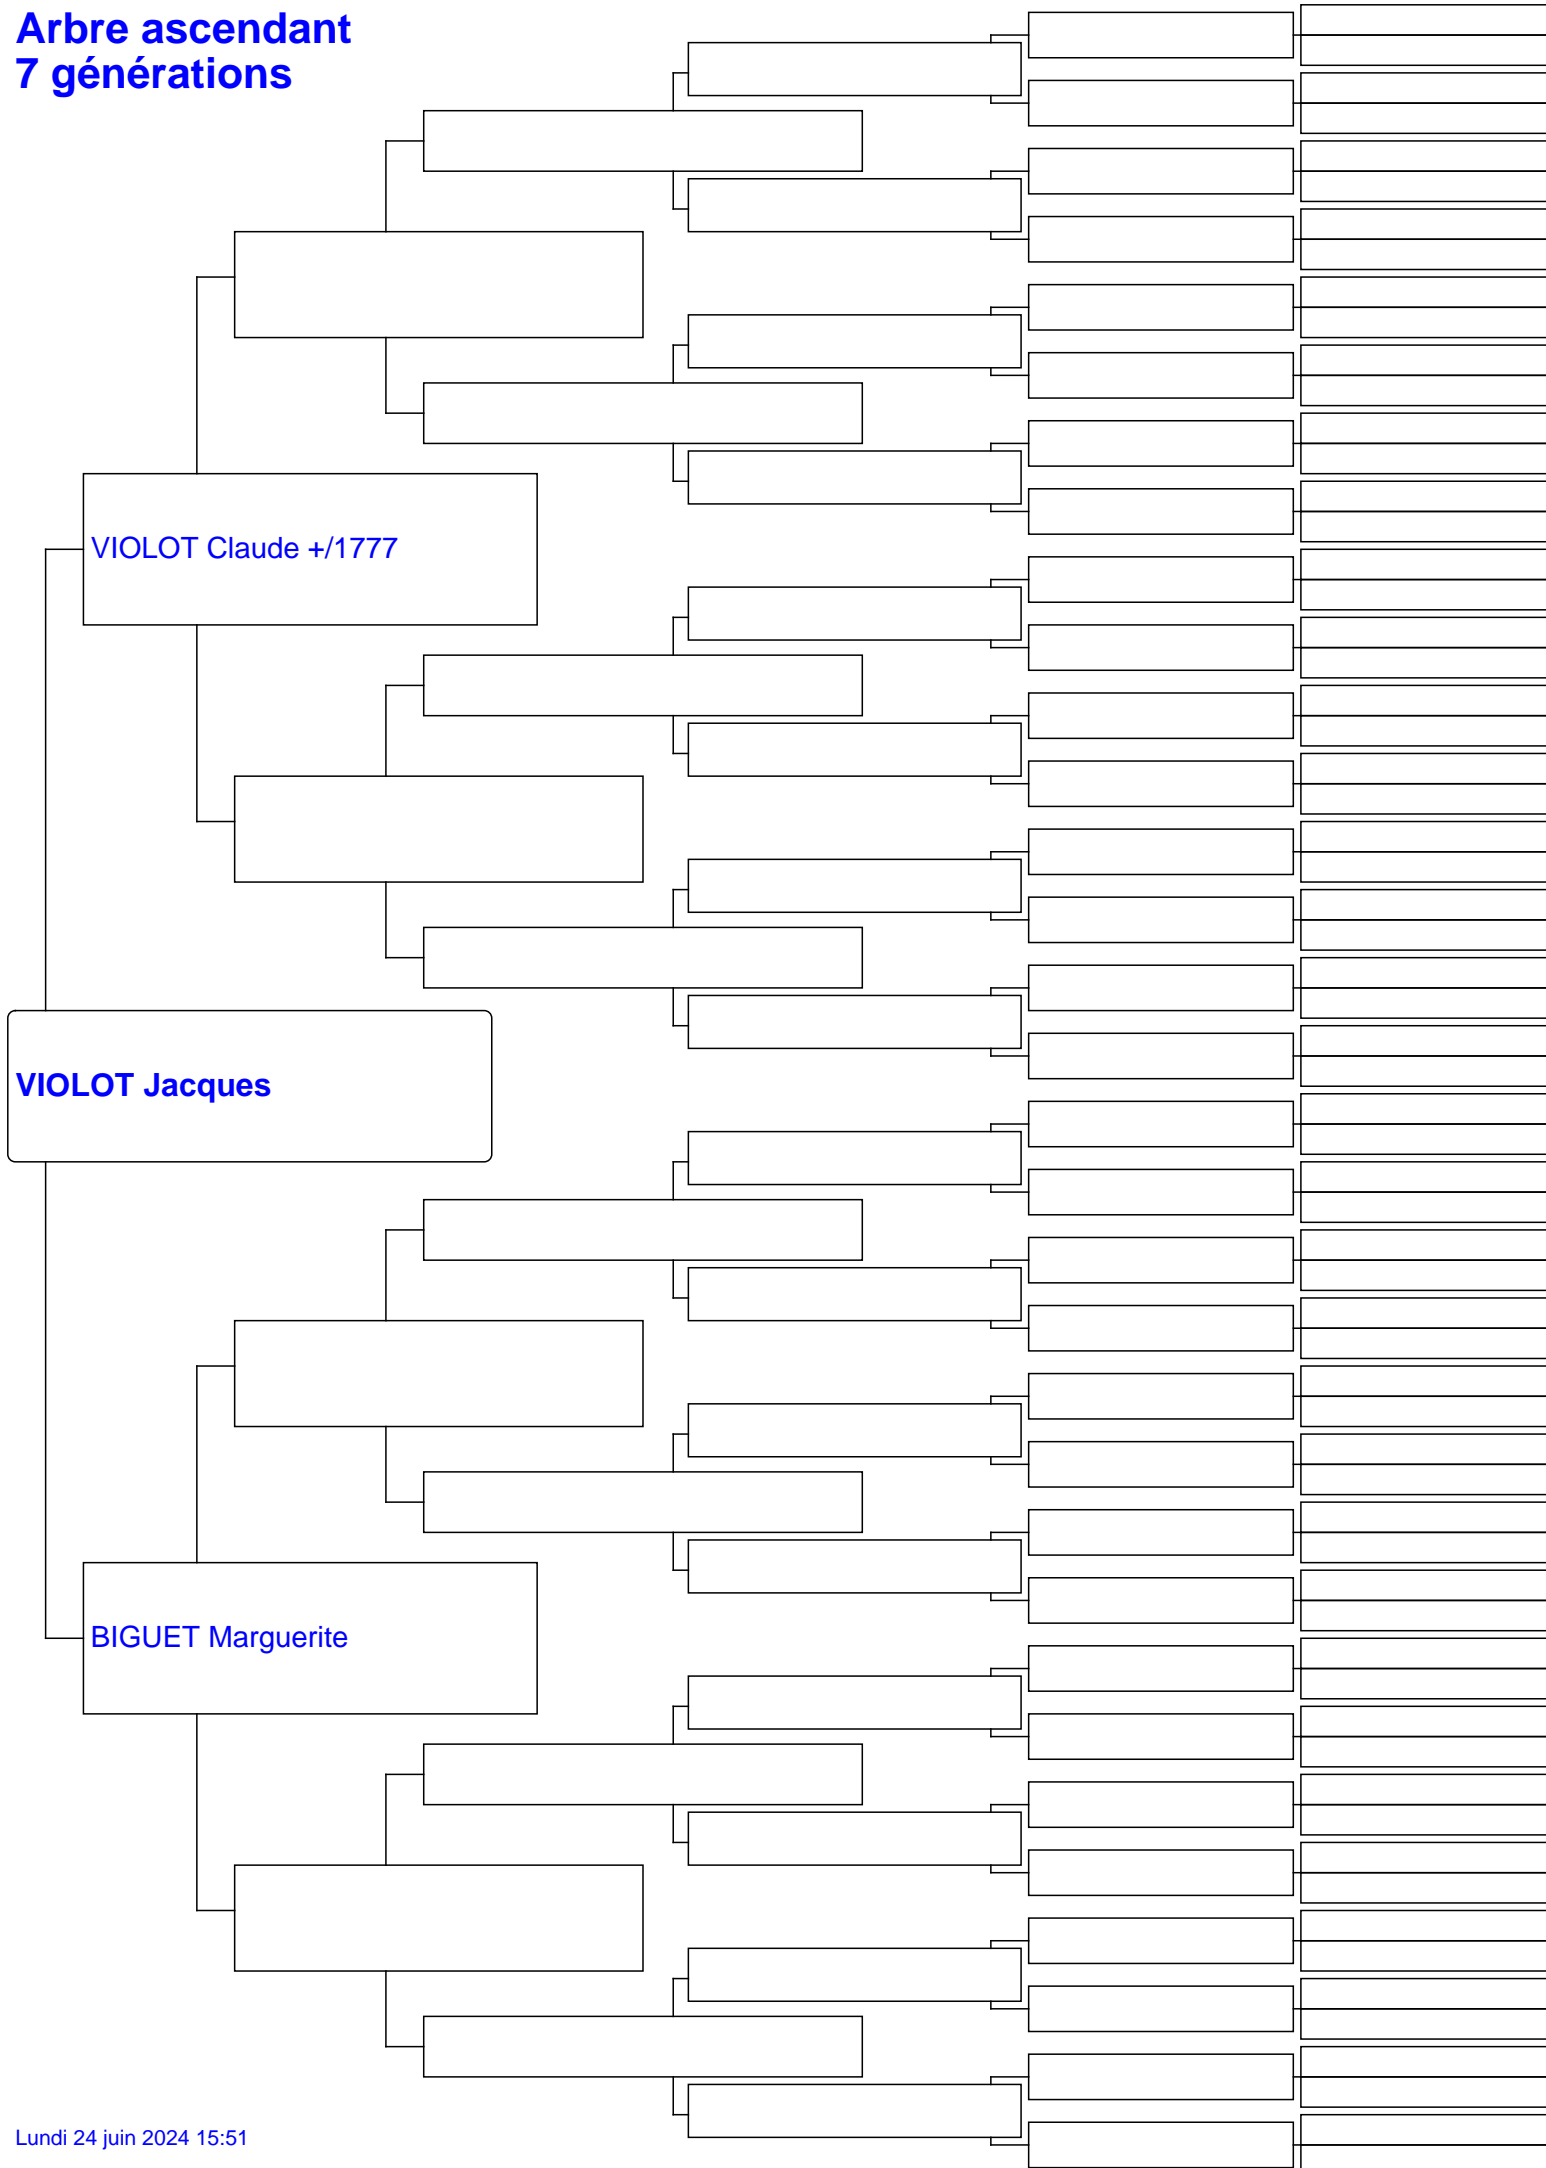 Arbre ascendant
7 générations
VIOLOT Claude +/1777
VIOLOT Jacques
BIGUET Marguerite
Lundi 24 juin 2024 15:51